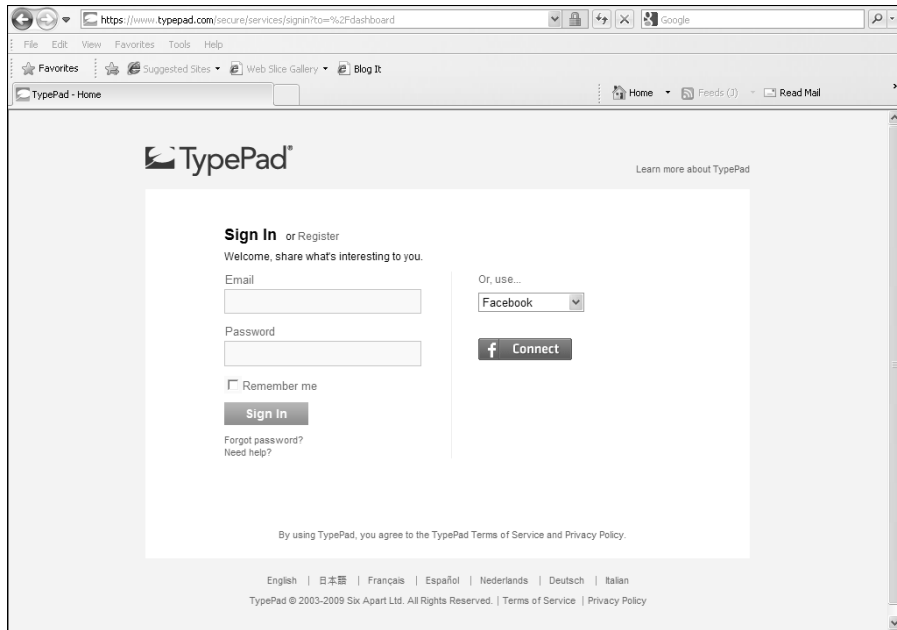 https://www.typepad.com/secure/services/signin?to=%2Fdashboard
Google
File Edit View Favorites Tools Help
Favorites Suggested Sites Web Slice Gallery Blog It
TypePad - Home
Home Feeds (J) Read Mail
TypePad®
Learn more about TypePad
Sign In or Register
Welcome, share what's interesting to you.
Email
Or, use...
Facebook
Password
f Connect
Remember me
Sign In
Forgot password?
Need help?
By using TypePad, you agree to the TypePad Terms of Service and Privacy Policy.
English | 日本語 | Français | Español | Nederlands | Deutsch | Italian
TypePad © 2003-2009 Six Apart Ltd. All Rights Reserved. | Terms of Service | Privacy Policy